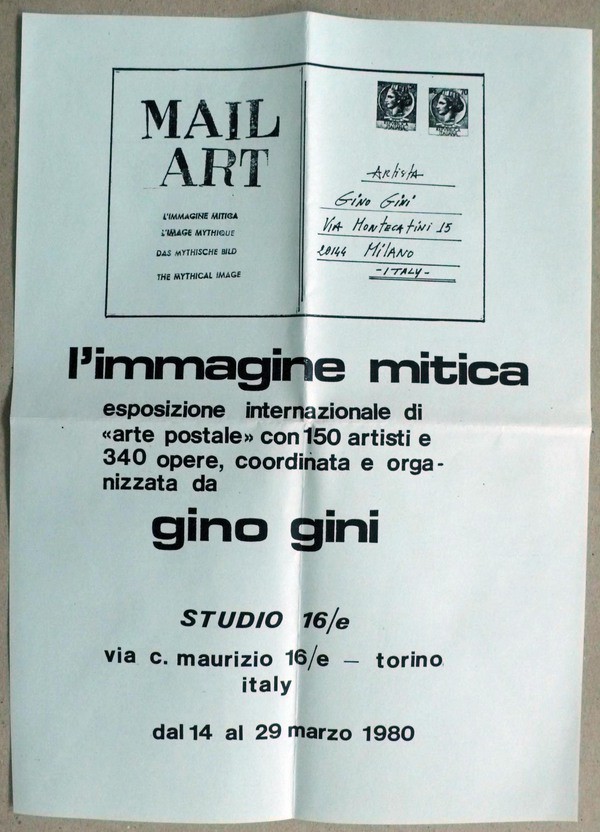 MAIL
ART
L'IMMAGINE MITICA
L'IMAGE MYTHIQUE
DAS MYTHISCHE BILD
THE MYTHICAL IMAGE
Artista
Gino Gini
Via Montecatini 15
20144 Milano
-ITALY-
l'immagine mitica
esposizione internazionale di
«arte postale» con 150 artisti e
340 opere, coordinata e orga-
nizzata da
gino gini
STUDIO 16/e
via c. maurizio 16/e — torino
italy
dal 14 al 29 marzo 1980